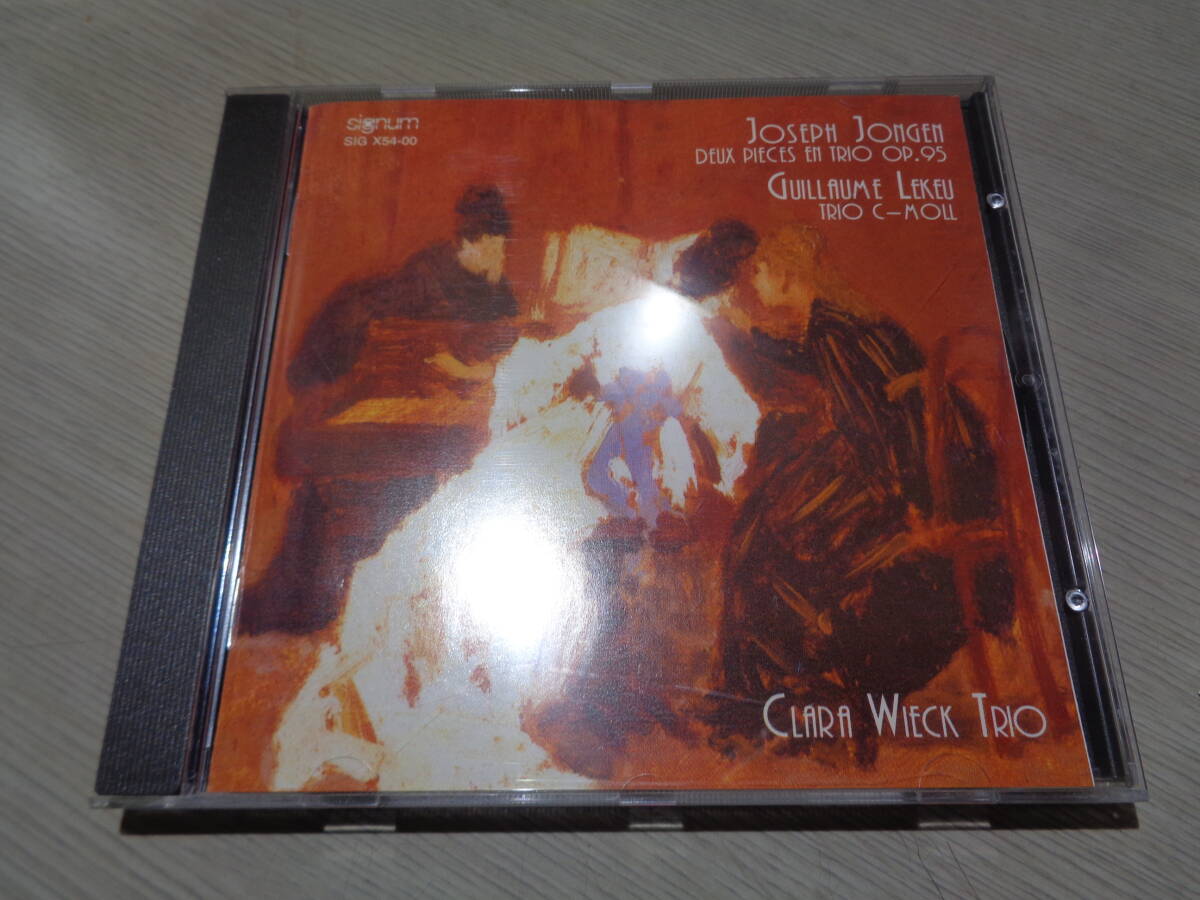 signum
SIG X54-00
JOSEPH JONGEN
DEUX PIECES EN TRIO OP.95
GUILLAUME LEKEU
TRIO C-MOLL
CLARA WIECK TRIO